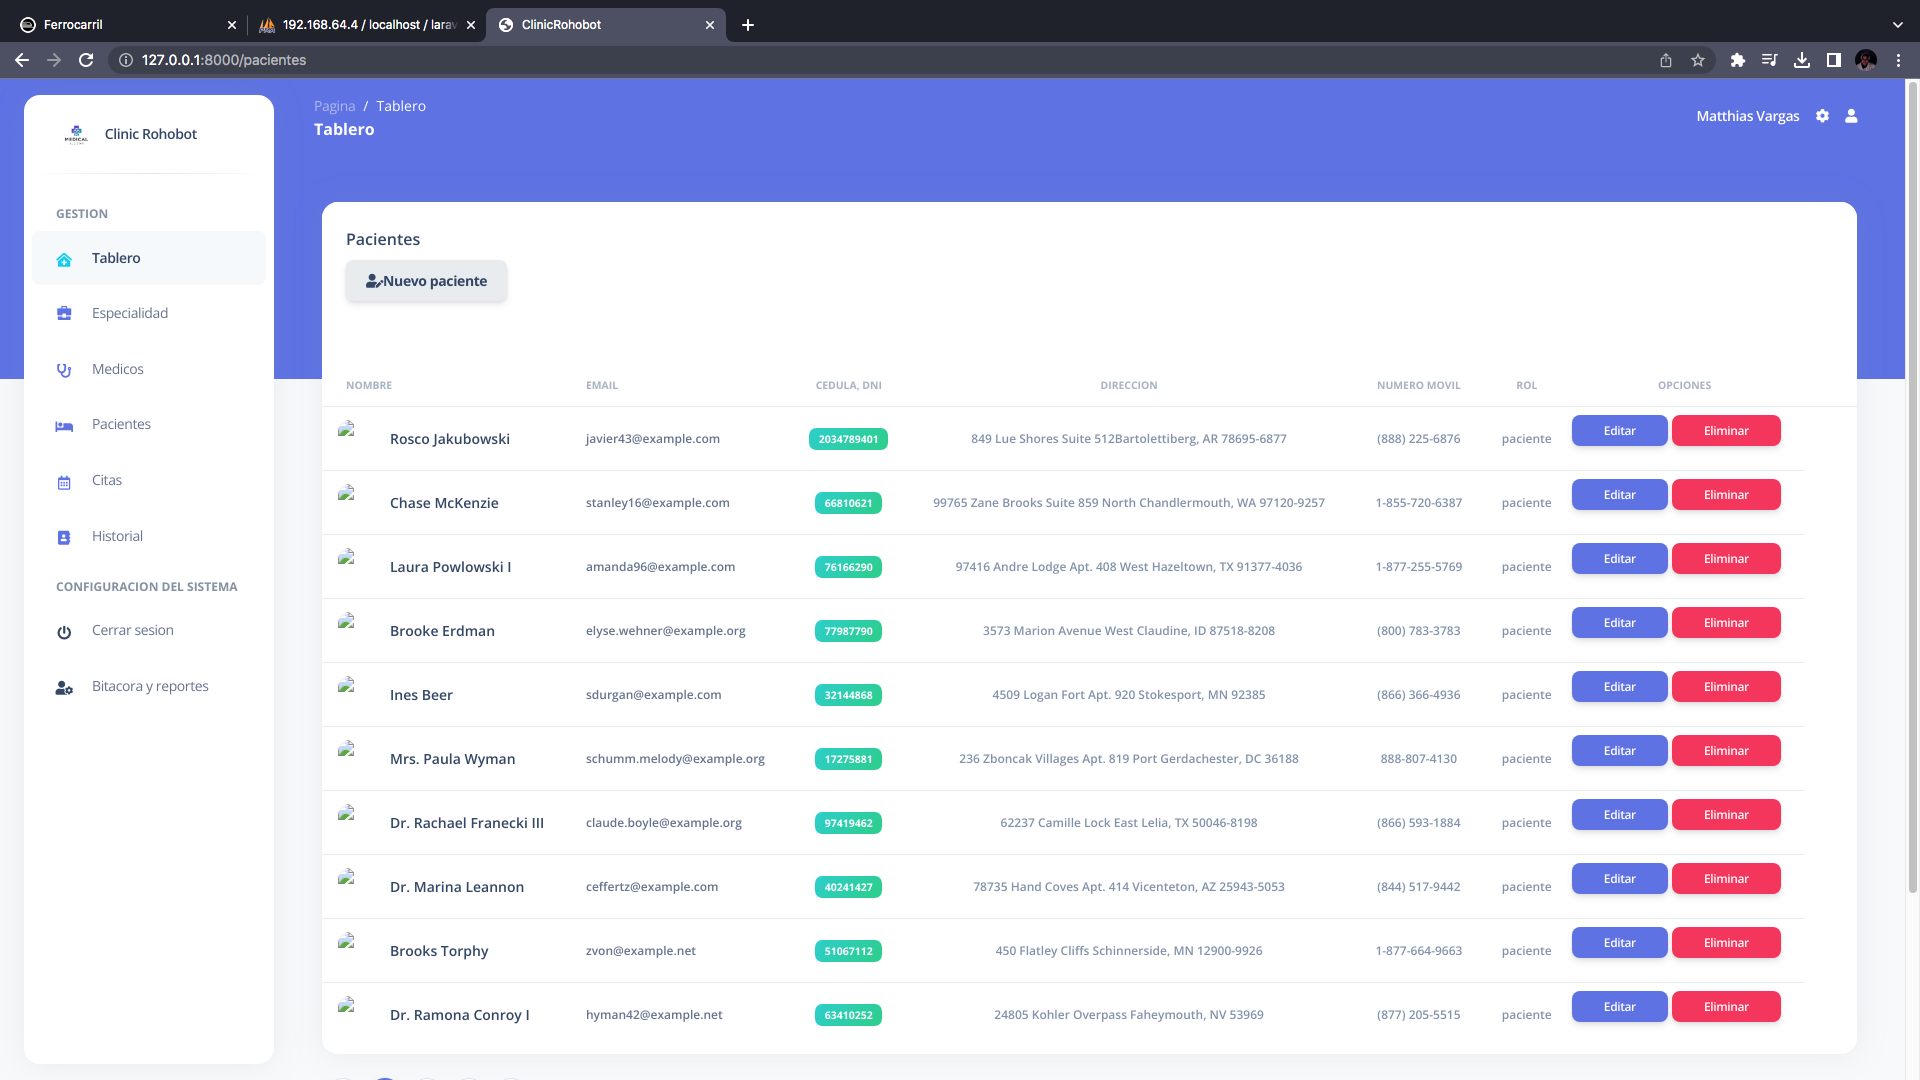 Ferrocarril
192.168.64.4 / localhost / larav
ClinicRohobot
127.0.0.1:8000/pacientes
MEDICAL
Clinic Rohobot
Pagina / Tablero
Tablero
Matthias Vargas
GESTION
Tablero
Especialidad
Medicos
Pacientes
Citas
Historial
CONFIGURACION DEL SISTEMA
Cerrar sesion
Bitacora y reportes
Pacientes
Nuevo paciente
NOMBRE EMAIL CEDULA, DNI DIRECCION NUMERO MOVIL ROL OPCIONES
Rosco Jakubowski javier43@example.com 2034789401 849 Lue Shores Suite 512Bartolettiberg, AR 78695-6877 (888) 225-6876 paciente Editar Eliminar
Chase McKenzie stanley16@example.com 66810621 99765 Zane Brooks Suite 859 North Chandlermouth, WA 97120-9257 1-855-720-6387 paciente Editar Eliminar
Laura Powlowski I amanda96@example.com 76166290 97416 Andre Lodge Apt. 408 West Hazeltown, TX 91377-4036 1-877-255-5769 paciente Editar Eliminar
Brooke Erdman elyse.wehner@example.org 77987790 3573 Marion Avenue West Claudine, ID 87518-8208 (800) 783-3783 paciente Editar Eliminar
Ines Beer sdurgan@example.com 32144868 4509 Logan Fort Apt. 920 Stokesport, MN 92385 (866) 366-4936 paciente Editar Eliminar
Mrs. Paula Wyman schumm.melody@example.org 17275881 236 Zboncak Villages Apt. 819 Port Gerdachester, DC 36188 888-807-4130 paciente Editar Eliminar
Dr. Rachael Franecki III claude.boyle@example.org 97419462 62237 Camille Lock East Lelia, TX 50046-8198 (866) 593-1884 paciente Editar Eliminar
Dr. Marina Leannon ceffertz@example.com 40241427 78735 Hand Coves Apt. 414 Vicenteton, AZ 25943-5053 (844) 517-9442 paciente Editar Eliminar
Brooks Torphy zvon@example.net 51067112 450 Flatley Cliffs Schinnerside, MN 12900-9926 1-877-664-9663 paciente Editar Eliminar
Dr. Ramona Conroy I hyman42@example.net 63410252 24805 Kohler Overpass Faheymouth, NV 53969 (877) 205-5515 paciente Editar Eliminar